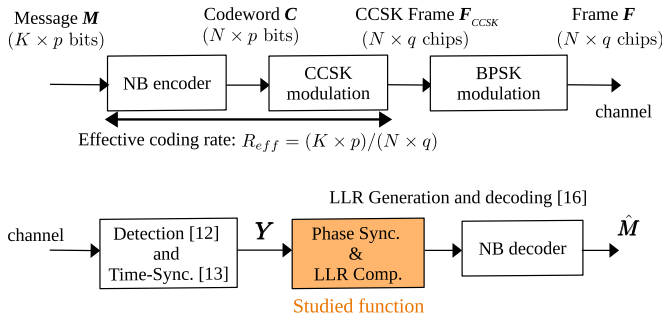 Message M
(K × p bits)
Codeword C
(N × p bits)
CCSK Frame F_CCSK
(N × q chips)
Frame F
(N × q chips)
NB encoder
CCSK
modulation
BPSK
modulation
channel
Effective coding rate: R_eff = (K × p)/(N × q)
LLR Generation and decoding [16]
channel
Detection [12]
and
Time-Sync. [13]
Y
Phase Sync.
&
LLR Comp.
NB decoder
M̂
Studied function